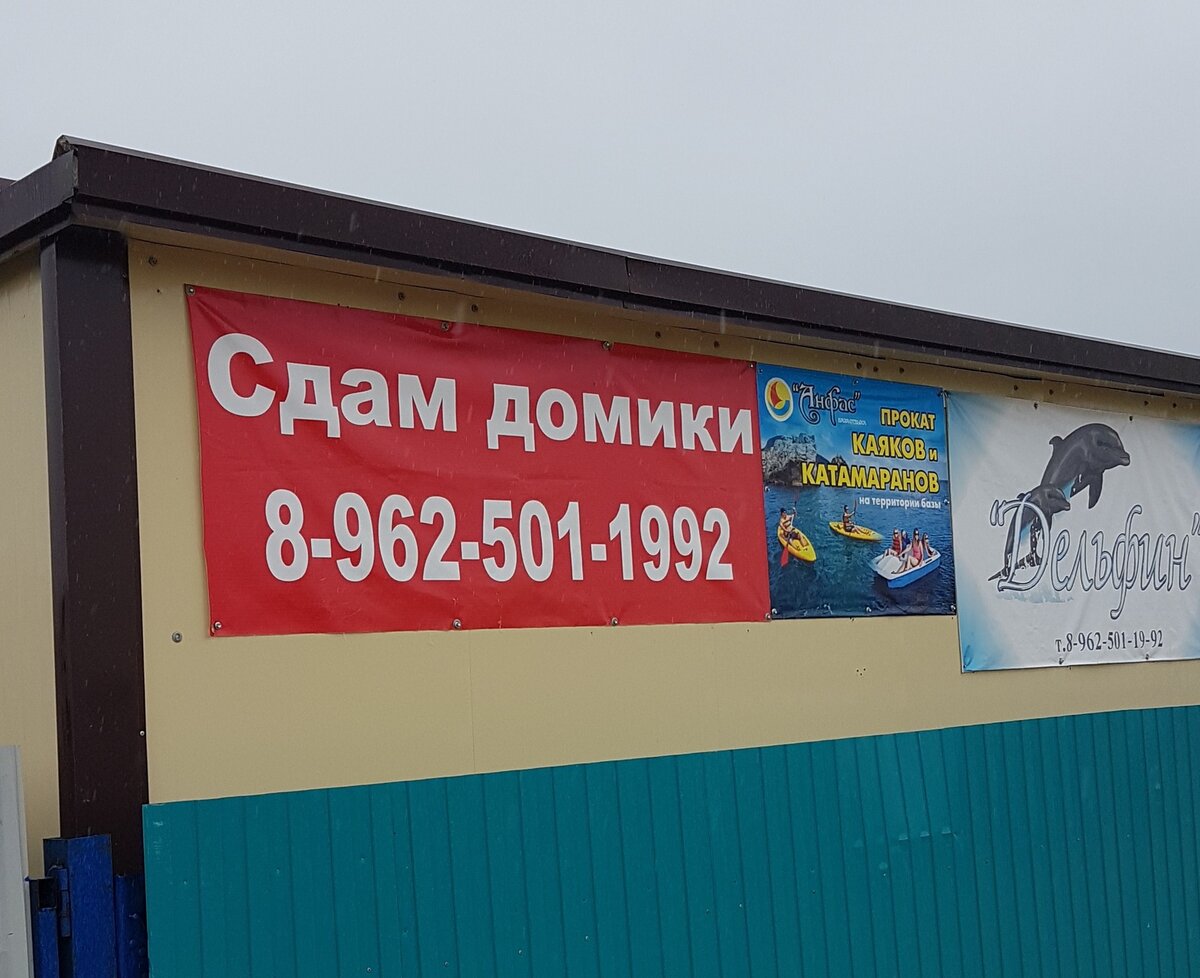 Сдам домики
8-962-501-1992
"Анфас"
ПРОКАТ
КАЯКОВ и
КАТАМАРАНОВ
на территории базы
"Дельфин"
т.8-962-501-19-92